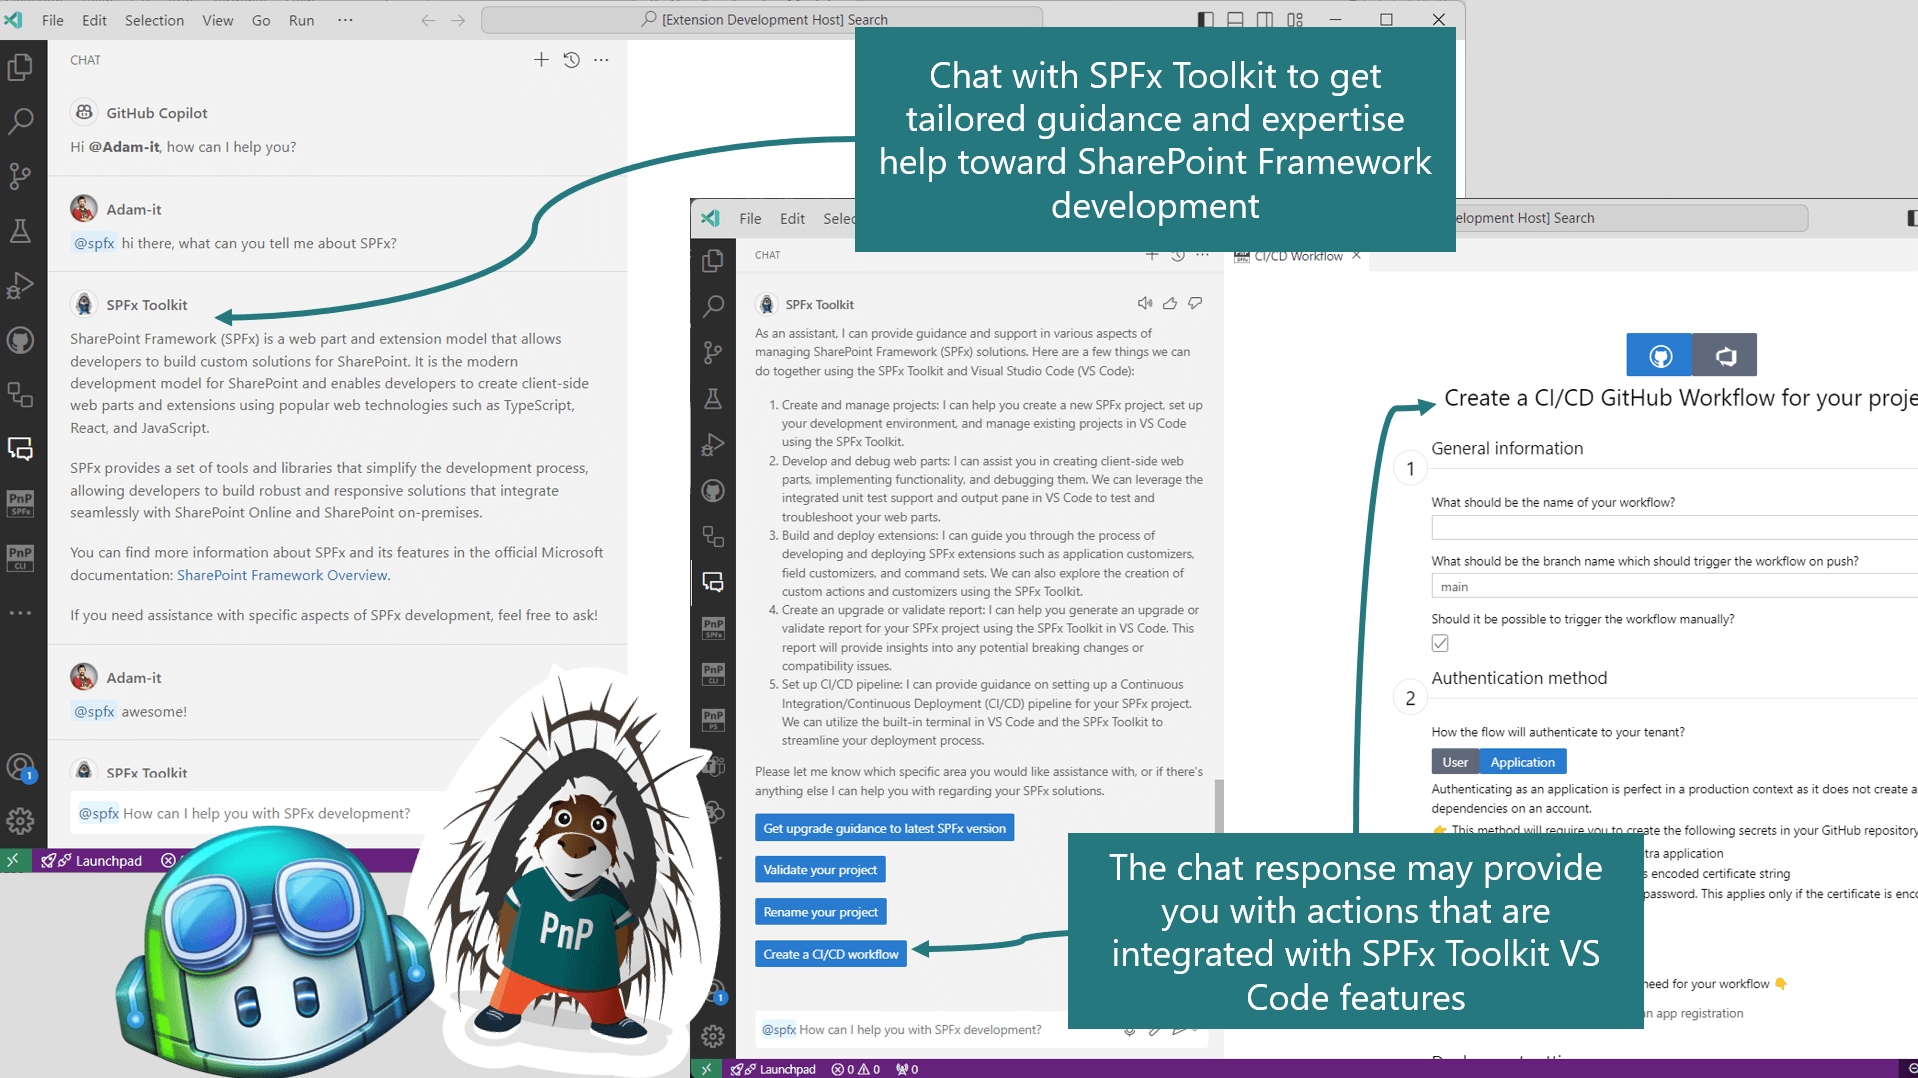 File Edit Selection View Go Run ···
[Extension Development Host] Search
CHAT
GitHub Copilot
Hi @Adam-it, how can I help you?
Adam-it
@spfx hi there, what can you tell me about SPFx?
SPFx Toolkit
SharePoint Framework (SPFx) is a web part and extension model that allows
developers to build custom solutions for SharePoint. It is the modern
development model for SharePoint and enables developers to create client-side
web parts and extensions using popular web technologies such as TypeScript,
React, and JavaScript.
SPFx provides a set of tools and libraries that simplify the development process,
allowing developers to build robust and responsive solutions that integrate
seamlessly with SharePoint Online and SharePoint on-premises.
You can find more information about SPFx and its features in the official Microsoft
documentation: SharePoint Framework Overview.
If you need assistance with specific aspects of SPFx development, feel free to ask!
Adam-it
@spfx awesome!
SPFx Toolkit
@spfx How can I help you with SPFx development?
PnP
SPFx
PnP
CLI
1
Launchpad
PnP
Chat with SPFx Toolkit to get
tailored guidance and expertise
help toward SharePoint Framework
development
File Edit Selec
elopment Host] Search
CHAT
SPFx Toolkit
As an assistant, I can provide guidance and support in various aspects of
managing SharePoint Framework (SPFx) solutions. Here are a few things we can
do together using the SPFx Toolkit and Visual Studio Code (VS Code):
1. Create and manage projects: I can help you create a new SPFx project, set up
your development environment, and manage existing projects in VS Code
using the SPFx Toolkit.
2. Develop and debug web parts: I can assist you in creating client-side web
parts, implementing functionality, and debugging them. We can leverage the
integrated unit test support and output pane in VS Code to test and
troubleshoot your web parts.
3. Build and deploy extensions: I can guide you through the process of
developing and deploying SPFx extensions such as application customizers,
field customizers, and command sets. We can also explore the creation of
custom actions and customizers using the SPFx Toolkit.
4. Create an upgrade or validate report: I can help you generate an upgrade or
validate report for your SPFx project using the SPFx Toolkit in VS Code. This
report will provide insights into any potential breaking changes or
compatibility issues.
5. Set up CI/CD pipeline: I can provide guidance on setting up a Continuous
Integration/Continuous Deployment (CI/CD) pipeline for your SPFx project.
We can utilize the built-in terminal in VS Code and the SPFx Toolkit to
streamline your deployment process.
Please let me know which specific area you would like assistance with, or if there's
anything else I can help you with regarding your SPFx solutions.
Get upgrade guidance to latest SPFx version
Validate your project
Rename your project
Create a CI/CD workflow
@spfx How can I help you with SPFx development?
PnP
SPFx
PnP
CLI
PnP
PS
1
Launchpad 0 0 0
CI/CD Workflow
Create a CI/CD GitHub Workflow for your proje
1
General information
What should be the name of your workflow?
What should be the branch name which should trigger the workflow on push?
main
Should it be possible to trigger the workflow manually?
2
Authentication method
How the flow will authenticate to your tenant?
User Application
Authenticating as an application is perfect in a production context as it does not create a
dependencies on an account.
👉 This method will require you to create the following secrets in your GitHub repository
tra application
s encoded certificate string
password. This applies only if the certificate is enco
need for your workflow 👇
n app registration
The chat response may provide
you with actions that are
integrated with SPFx Toolkit VS
Code features